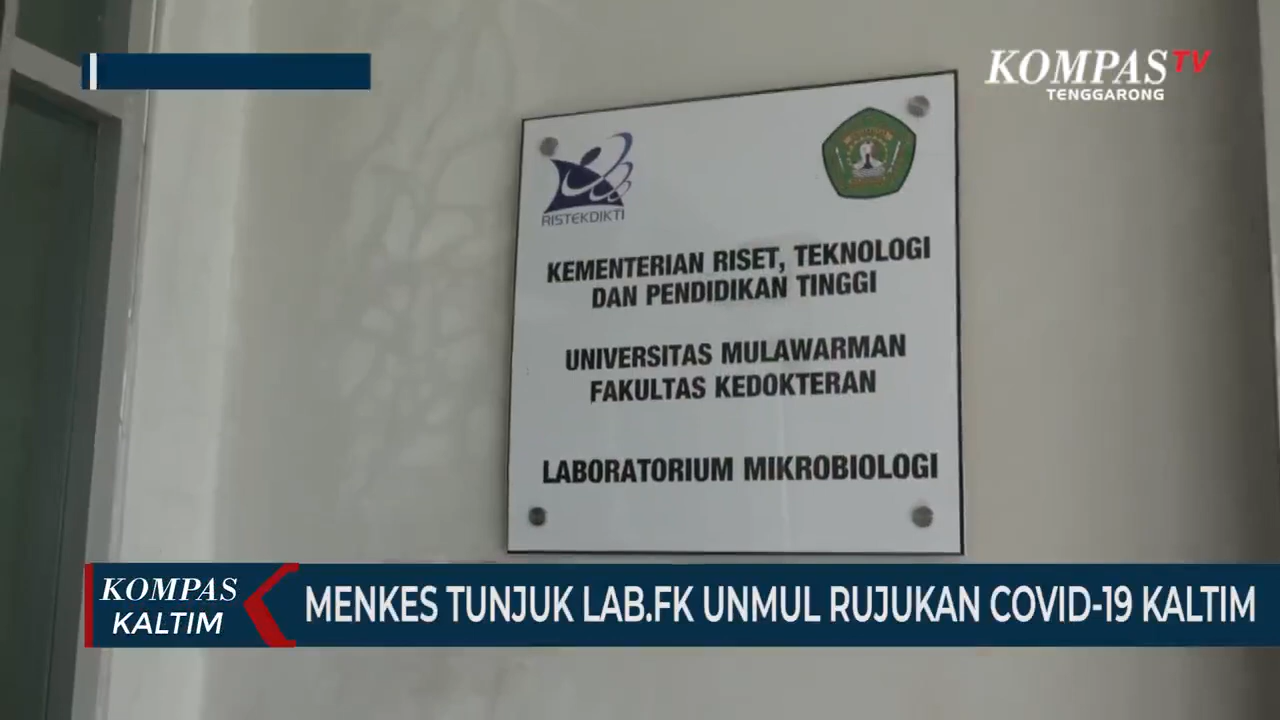 KOMPAS TV
TENGGARONG
RISTEKDIKTI
KEMENTERIAN RISET, TEKNOLOGI
DAN PENDIDIKAN TINGGI
UNIVERSITAS MULAWARMAN
FAKULTAS KEDOKTERAN
LABORATORIUM MIKROBIOLOGI
KOMPAS
KALTIM
MENKES TUNJUK LAB.FK UNMUL RUJUKAN COVID-19 KALTIM